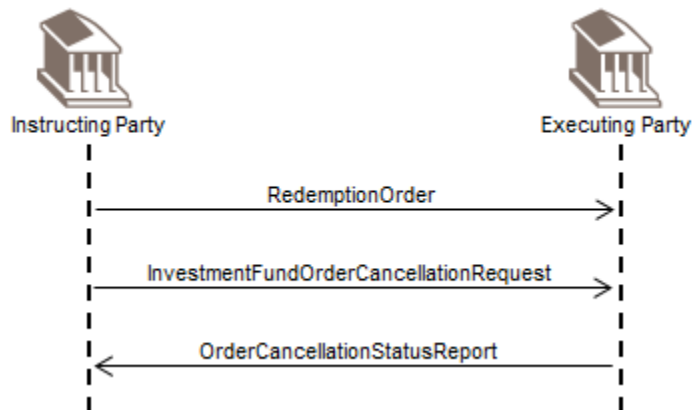 Instructing Party
Executing Party
RedemptionOrder
InvestmentFundOrderCancellationRequest
OrderCancellationStatusReport